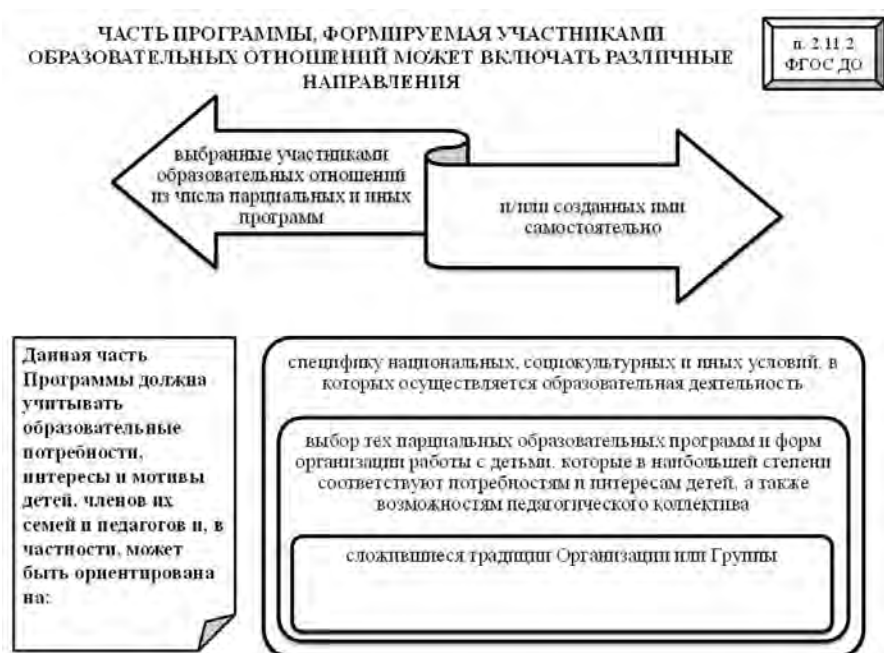 ЧАСТЬ ПРОГРАММЫ, ФОРМИРУЕМАЯ УЧАСТНИКАМИ
ОБРАЗОВАТЕЛЬНЫХ ОТНОШЕНИЙ МОЖЕТ ВКЛЮЧАТЬ РАЗЛИЧНЫЕ
НАПРАВЛЕНИЯ
п. 2.11.2
ФГОС ДО
выбранные участниками
образовательных отношений
из числа парциальных и иных
программ
и/или созданных ими
самостоятельно
Данная часть
Программы должна
учитывать
образовательные
потребности,
интересы и мотивы
детей, членов их
семей и педагогов и, в
частности, может
быть ориентирована
на:
специфику национальных, социокультурных и иных условий, в
которых осуществляется образовательная деятельность
выбор тех парциальных образовательных программ и форм
организации работы с детьми, которые в наибольшей степени
соответствуют потребностям и интересам детей, а также
возможностям педагогического коллектива
сложившиеся традиции Организации или Группы